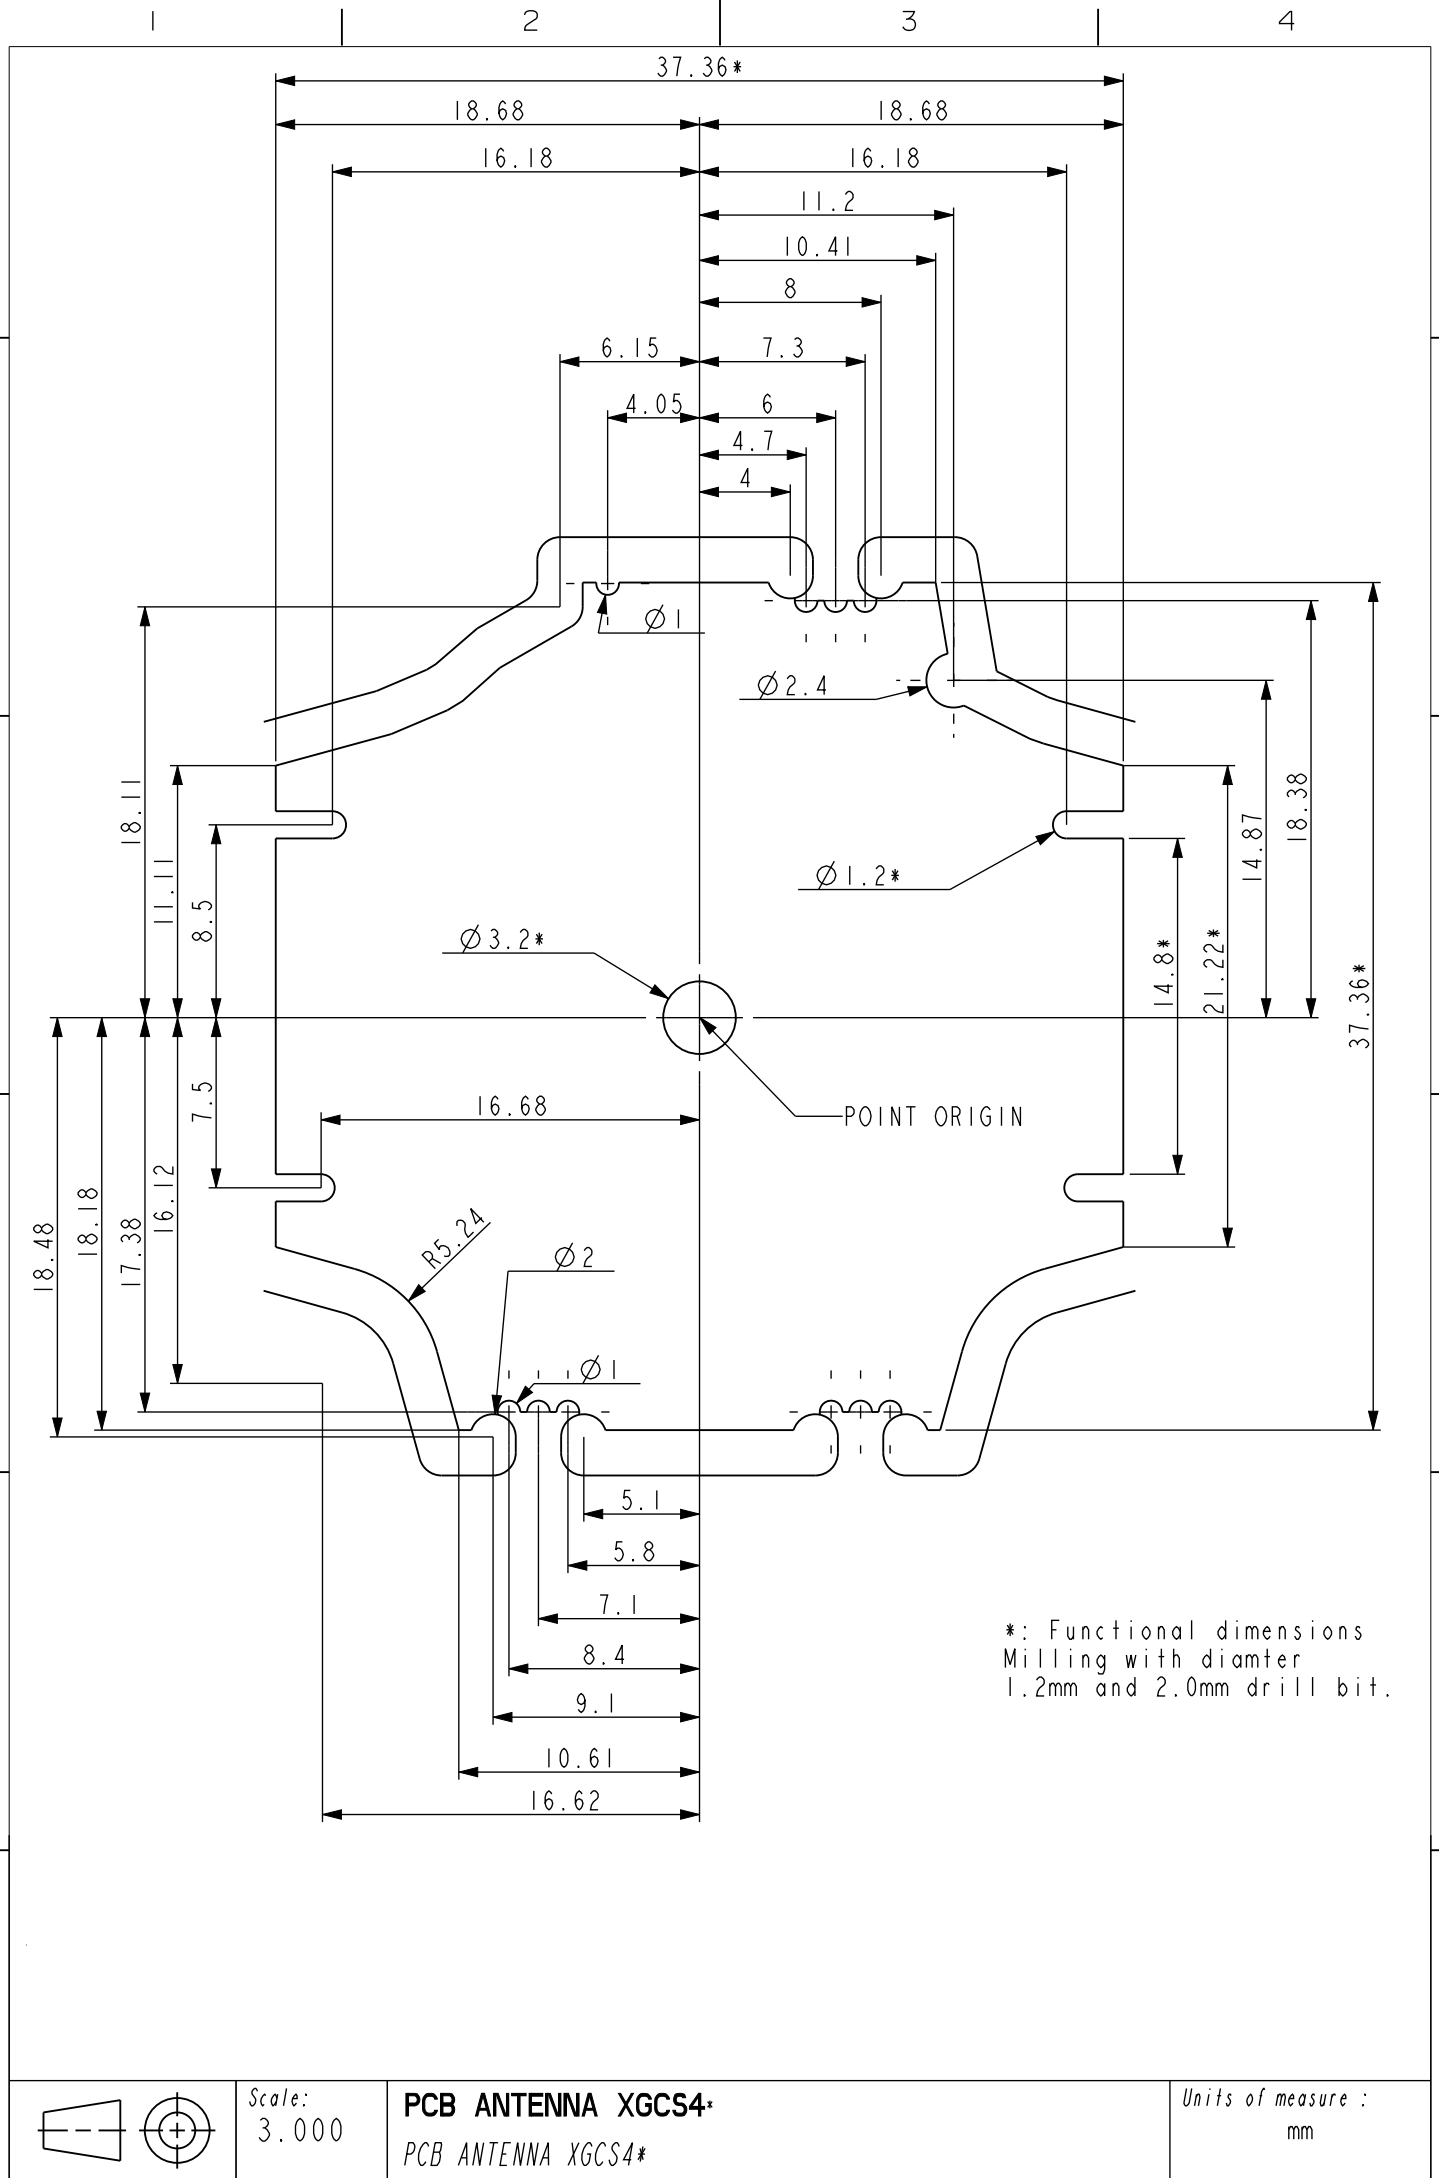 1 2 3 4
37.36*
18.68 18.68
16.18 16.18
11.2
10.41
8
6.15 7.3
4.05 6
4.7
4
Ø1
Ø2.4
18.11
11.11
8.5
Ø1.2*
14.87
18.38
Ø3.2*
14.8*
21.22*
37.36*
POINT ORIGIN
7.5
16.68
16.12
18.18
17.38
18.48
R5.24
Ø2
Ø1
5.1
5.8
7.1
8.4
9.1
10.61
16.62
*: Functional dimensions
Milling with diamter
1.2mm and 2.0mm drill bit.
Scale:
3.000
PCB ANTENNA XGCS4*
PCB ANTENNA XGCS4*
Units of measure :
mm